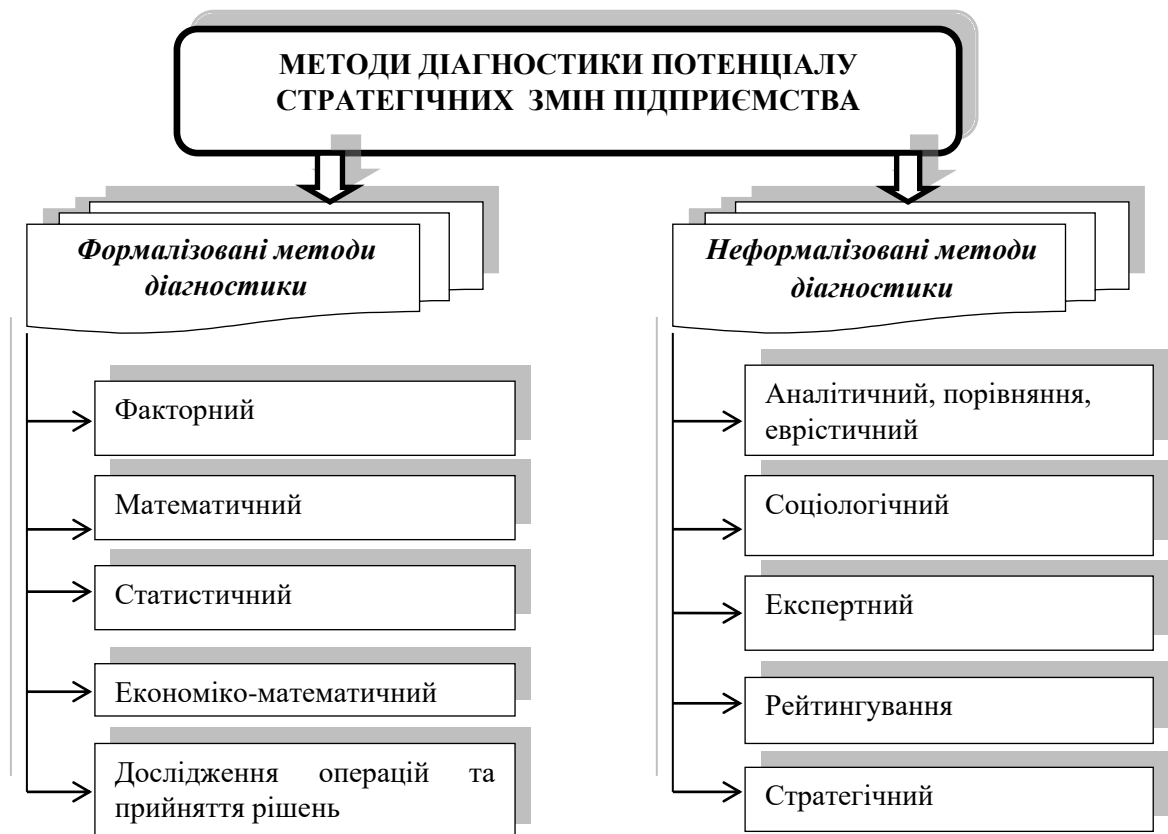 МЕТОДИ ДІАГНОСТИКИ ПОТЕНЦІАЛУ
СТРАТЕГІЧНИХ ЗМІН ПІДПРИЄМСТВА
Формалізовані методи
діагностики
Факторний
Математичний
Статистичний
Економіко-математичний
Дослідження операцій та
прийняття рішень
Неформалізовані методи
діагностики
Аналітичний, порівняння,
еврістичний
Соціологічний
Експертний
Рейтингування
Стратегічний